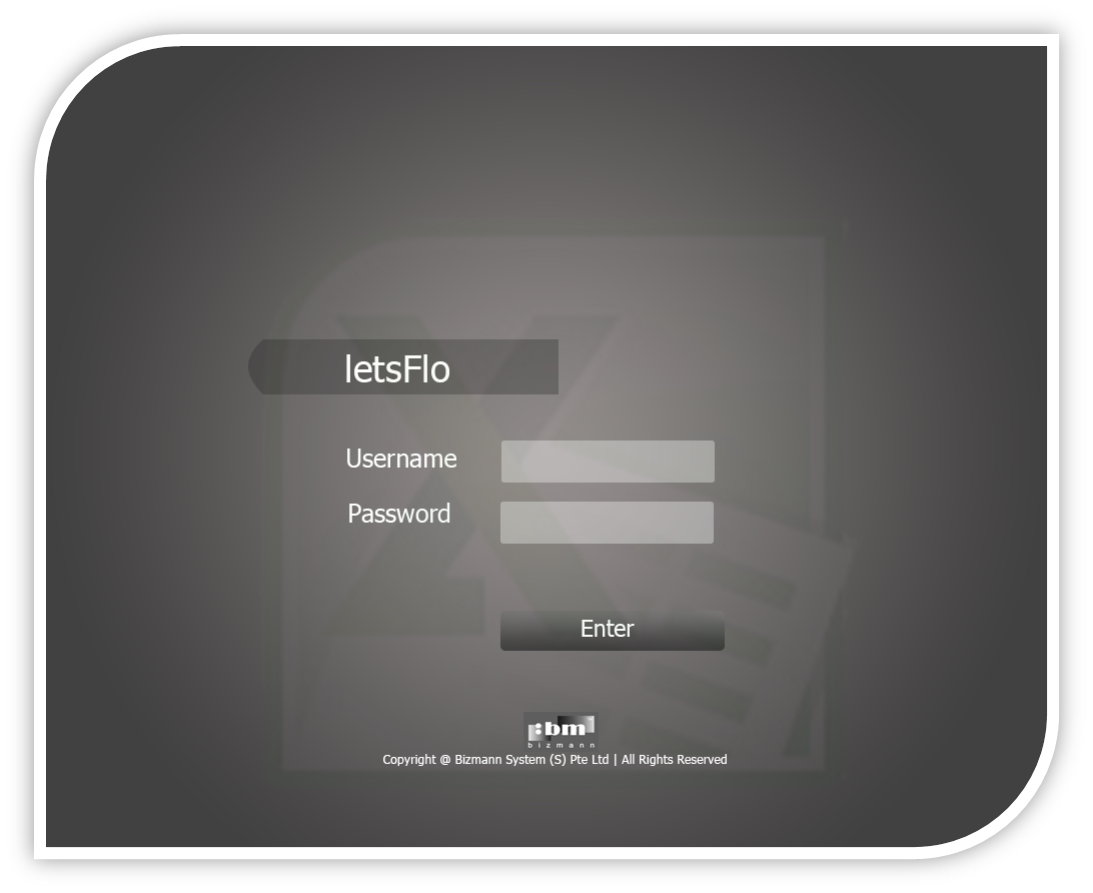 letsFlo
Username
Password
Enter
:bm
bizmann
Copyright @ Bizmann System (S) Pte Ltd | All Rights Reserved